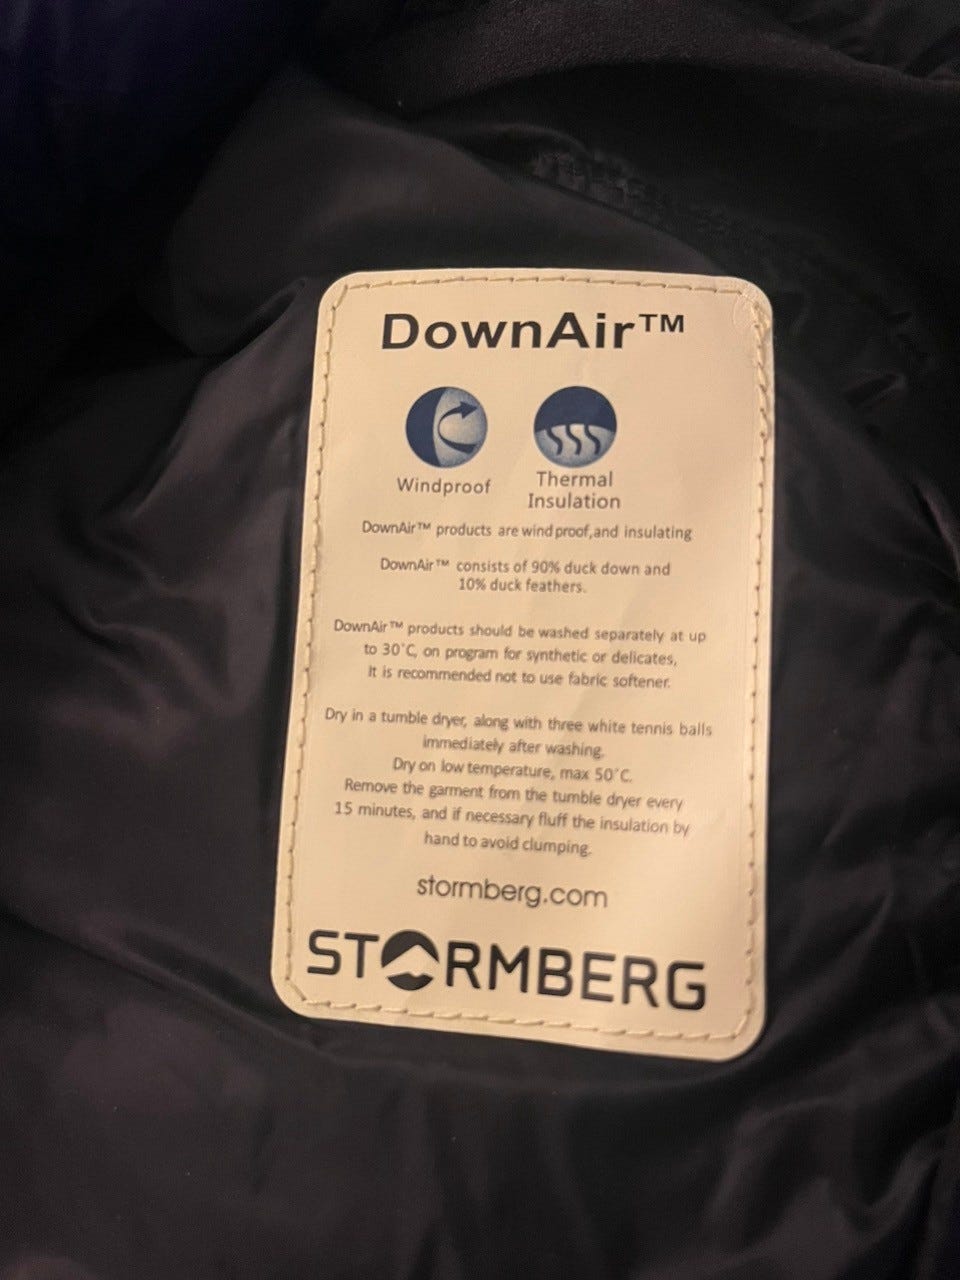 DownAir™
Windproof
Thermal
Insulation
DownAir™ products are wind proof,and insulating
DownAir™ consists of 90% duck down and
10% duck feathers.
DownAir™ products should be washed separately at up
to 30°C, on program for synthetic or delicates,
It is recommended not to use fabric softener.
Dry in a tumble dryer, along with three white tennis balls
immediately after washing.
Dry on low temperature, max 50°C.
Remove the garment from the tumble dryer every
15 minutes, and if necessary fluff the insulation by
hand to avoid clumping.
stormberg.com
STORMBERG